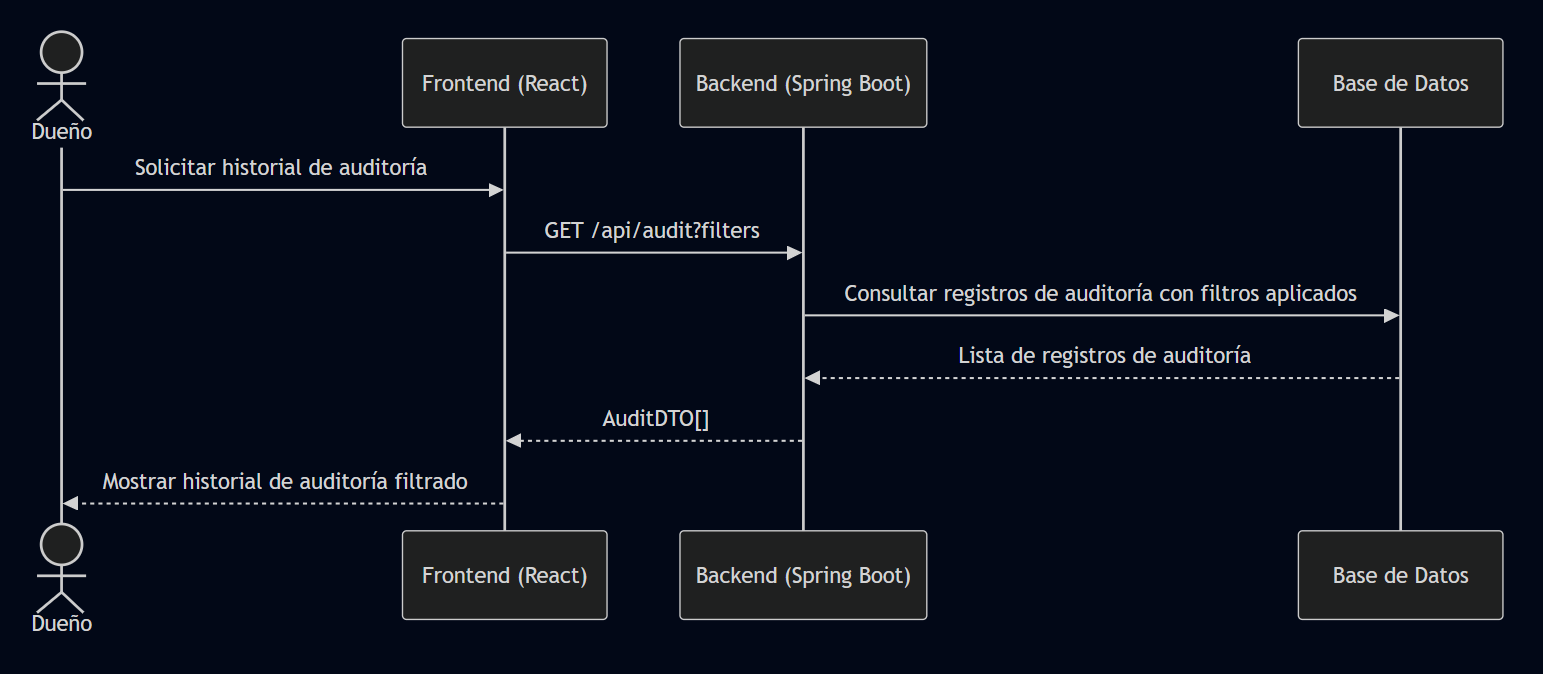 Dueño
Frontend (React)
Backend (Spring Boot)
Base de Datos
Solicitar historial de auditoría
GET /api/audit?filters
Consultar registros de auditoría con filtros aplicados
Lista de registros de auditoría
AuditDTO[]
Mostrar historial de auditoría filtrado
Dueño
Frontend (React)
Backend (Spring Boot)
Base de Datos